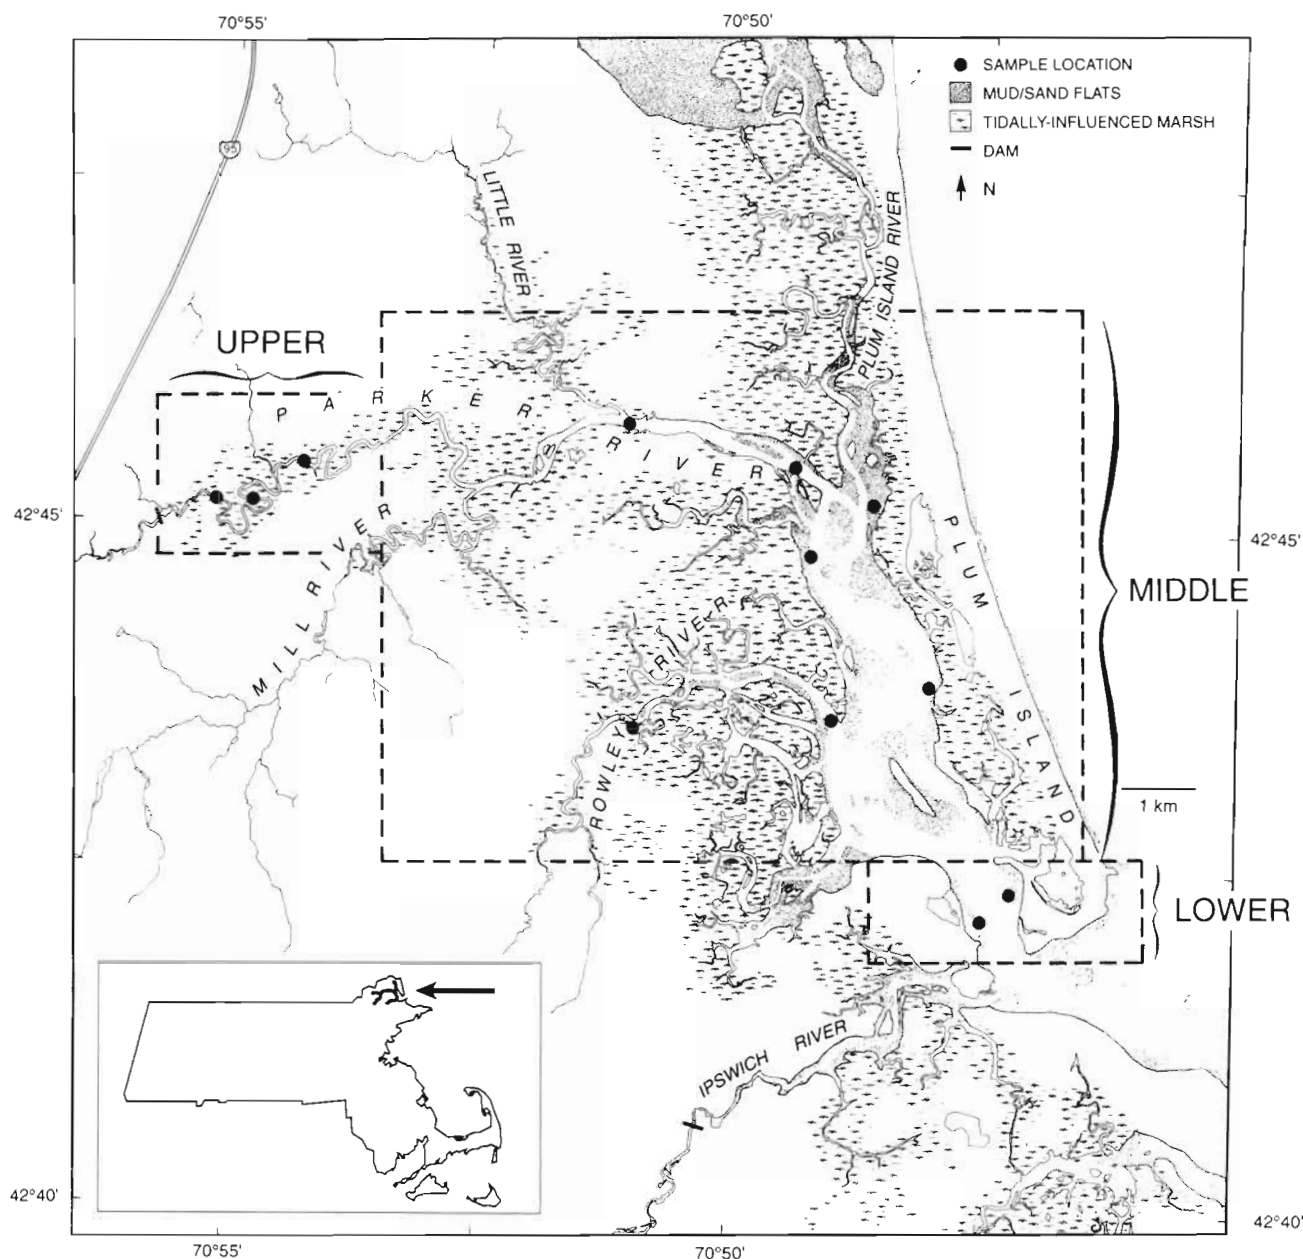 70°55'
70°50'
SAMPLE LOCATION
MUD/SAND FLATS
TIDALLY-INFLUENCED MARSH
DAM
N
95
LITTLE RIVER
PLUM ISLAND RIVER
UPPER
PARKER RIVER
42°45'
42°45'
MILL RIVER
PLUM ISLAND
MIDDLE
ROWLEY RIVER
1 km
LOWER
IPSWICH RIVER
42°40'
42°40'
70°55'
70°50'